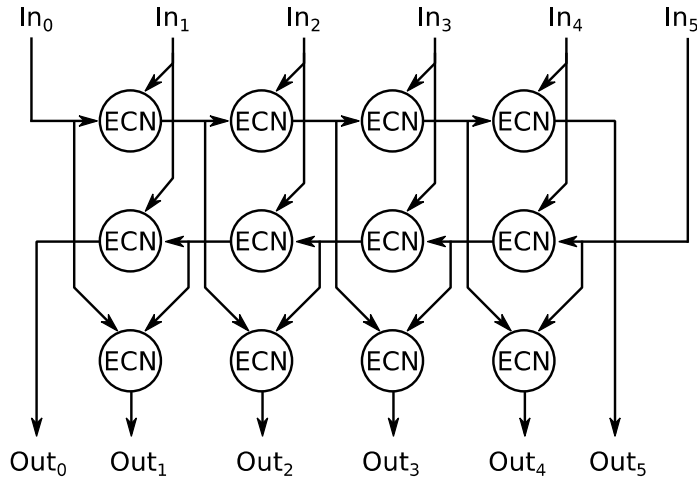 In₀ In₁ In₂ In₃ In₄ In₅
ECN ECN ECN ECN
ECN ECN ECN ECN
ECN ECN ECN ECN
Out₀ Out₁ Out₂ Out₃ Out₄ Out₅